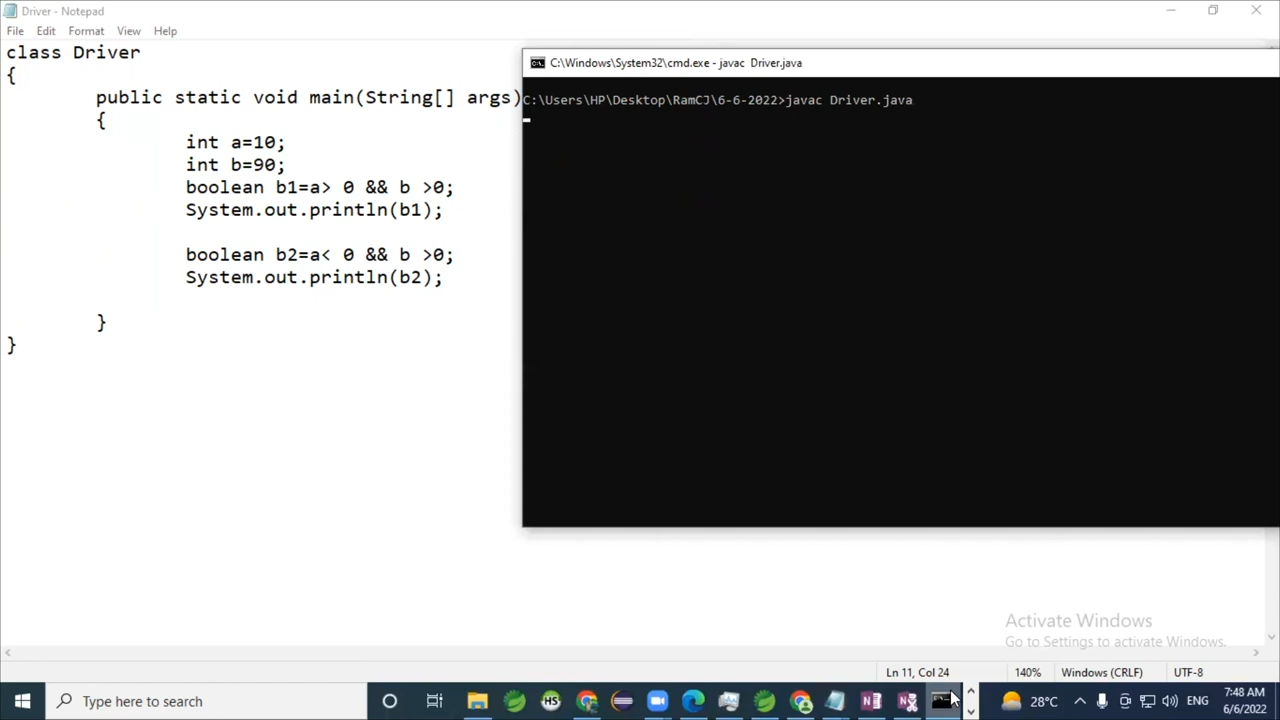 Driver - Notepad
File Edit Format View Help
class Driver
{
public static void main(String[] args)
{
int a=10;
int b=90;
boolean b1=a> 0 && b >0;
System.out.println(b1);
boolean b2=a< 0 && b >0;
System.out.println(b2);
}
}
C:\Windows\System32\cmd.exe - javac  Driver.java
C:\Users\HP\Desktop\RamCJ\6-6-2022>javac Driver.java
Activate Windows
Go to Settings to activate Windows.
Ln 11, Col 24 140% Windows (CRLF) UTF-8
Type here to search
HS
28°C ENG
7:48 AM
6/6/2022